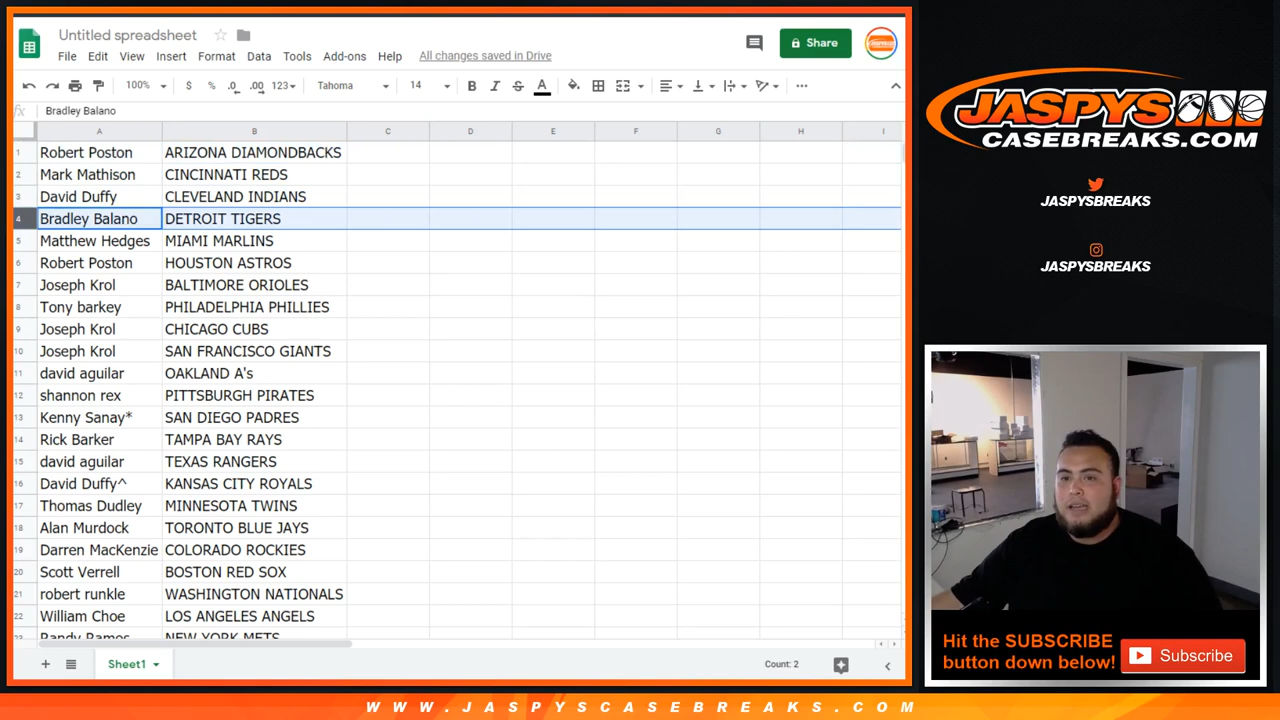 Untitled spreadsheet
File Edit View Insert Format Data Tools Add-ons Help All changes saved in Drive
Share
100% $ % .0 .00 123 Tahoma 14 B I S A
fx Bradley Balano
A B C D E F G H I
1 Robert Poston ARIZONA DIAMONDBACKS
2 Mark Mathison CINCINNATI REDS
3 David Duffy CLEVELAND INDIANS
4 Bradley Balano DETROIT TIGERS
5 Matthew Hedges MIAMI MARLINS
6 Robert Poston HOUSTON ASTROS
7 Joseph Krol BALTIMORE ORIOLES
8 Tony barkey PHILADELPHIA PHILLIES
9 Joseph Krol CHICAGO CUBS
10 Joseph Krol SAN FRANCISCO GIANTS
11 david aguilar OAKLAND A's
12 shannon rex PITTSBURGH PIRATES
13 Kenny Sanay* SAN DIEGO PADRES
14 Rick Barker TAMPA BAY RAYS
15 david aguilar TEXAS RANGERS
16 David Duffy^ KANSAS CITY ROYALS
17 Thomas Dudley MINNESOTA TWINS
18 Alan Murdock TORONTO BLUE JAYS
19 Darren MacKenzie COLORADO ROCKIES
20 Scott Verrell BOSTON RED SOX
21 robert runkle WASHINGTON NATIONALS
22 William Choe LOS ANGELES ANGELS
23 Randy Ramos NEW YORK METS
Sheet1
Count: 2
JASPYS
CASEBREAKS.COM
JASPYSBREAKS
JASPYSBREAKS
Hit the SUBSCRIBE
button down below!
Subscribe
WWW.JASPYSCASEBREAKS.COM